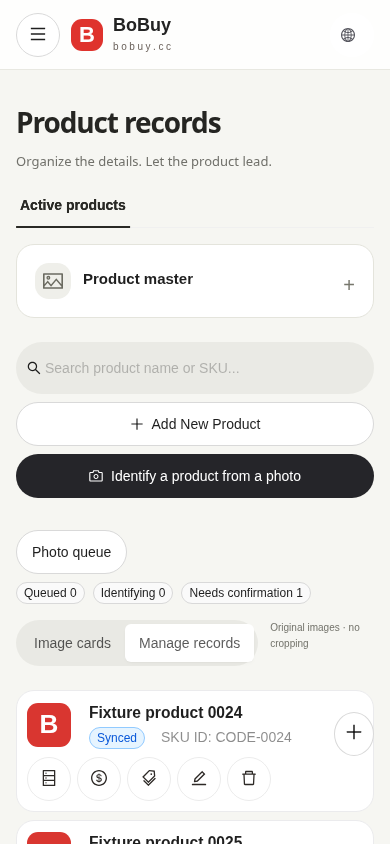 B
BoBuy
bobuy.cc
Product records
Organize the details. Let the product lead.
Active products
Product master
Search product name or SKU...
Add New Product
Identify a product from a photo
Photo queue
Queued 0 Identifying 0 Needs confirmation 1
Image cards Manage records
Original images · no
cropping
B
Fixture product 0024
Synced SKU ID: CODE-0024
Fixture product 0025